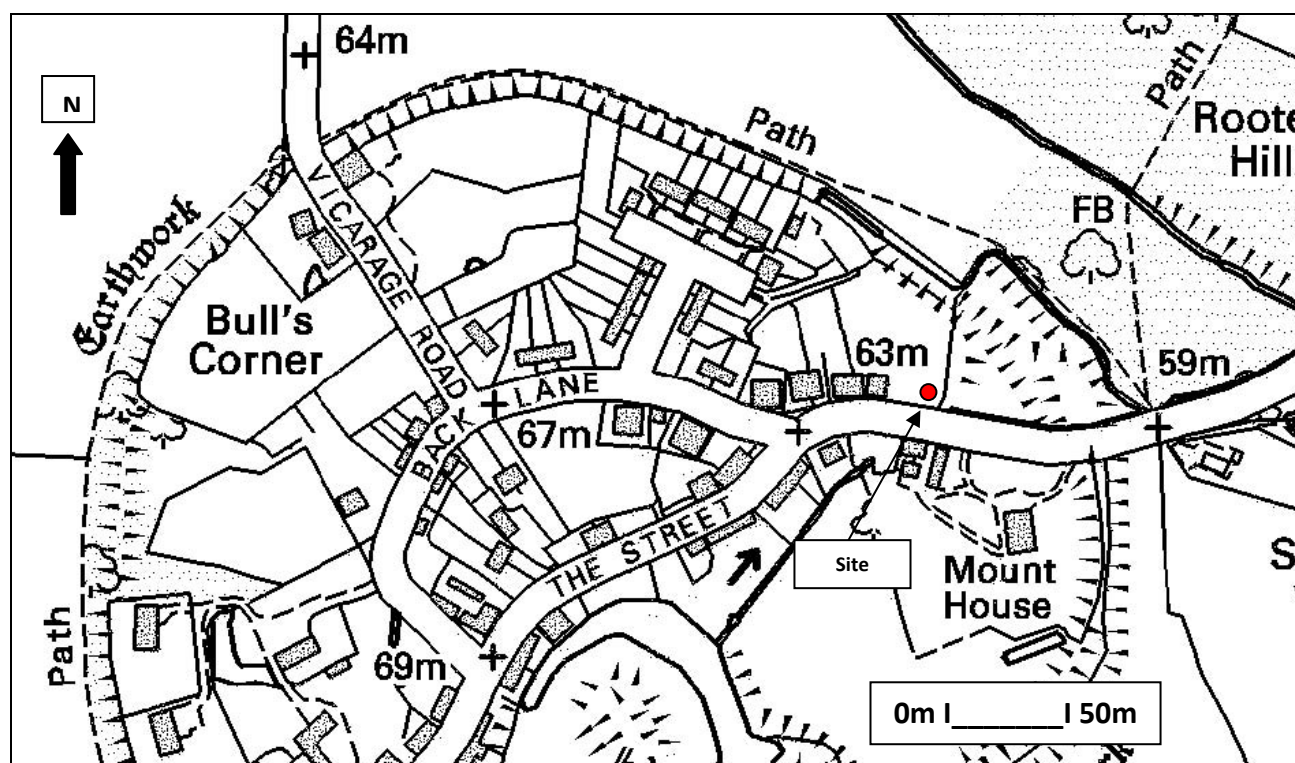 64m
N
Path
Path
Roote
Hill
VICARAGE ROAD
FB
Earthwork
Bull's
Corner
63m
59m
BACK LANE
67m
THE STREET
Site
Mount
House
S
Path
69m
0m I________I 50m